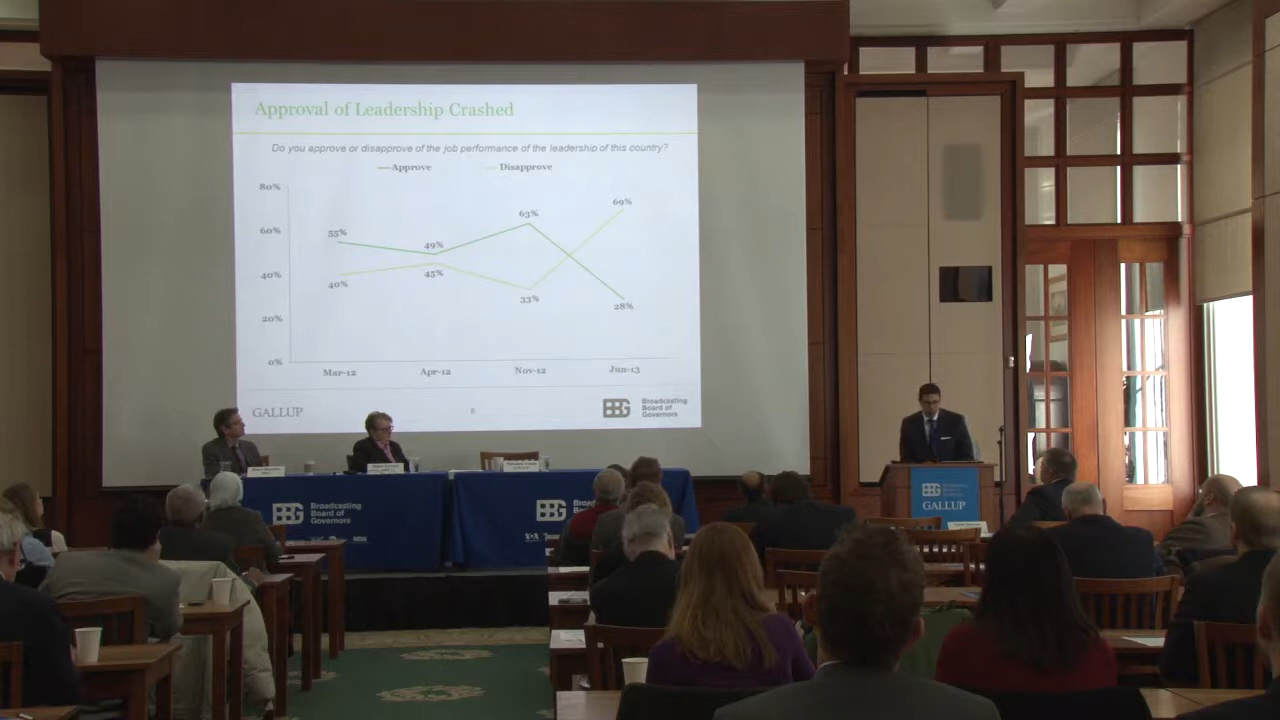 Approval of Leadership Crashed
Do you approve or disapprove of the job performance of the leadership of this country?
Approve
Disapprove
80%
60%
40%
20%
0%
55%
49%
63%
69%
40%
45%
33%
28%
Mar-12
Apr-12
Nov-12
Jun-13
GALLUP
8
BBG
Broadcasting
Board of
Governors
BBG
Broadcasting
Board of
Governors
BBG
VOA
BBG
GALLUP